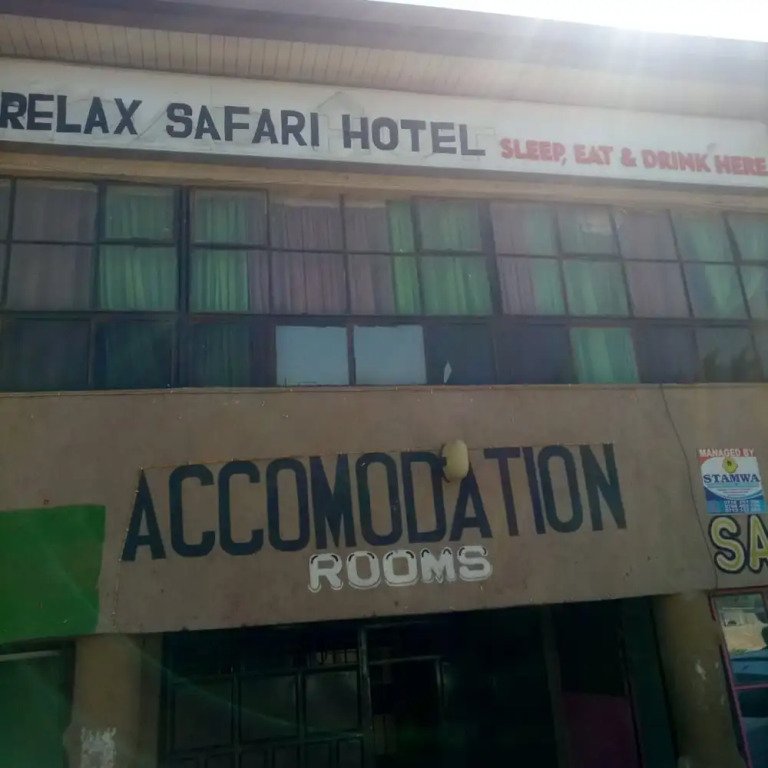 RELAX SAFARI HOTEL SLEEP, EAT & DRINK HERE
ACCOMODATION
ROOMS
MANAGED BY
STAMWA
SA